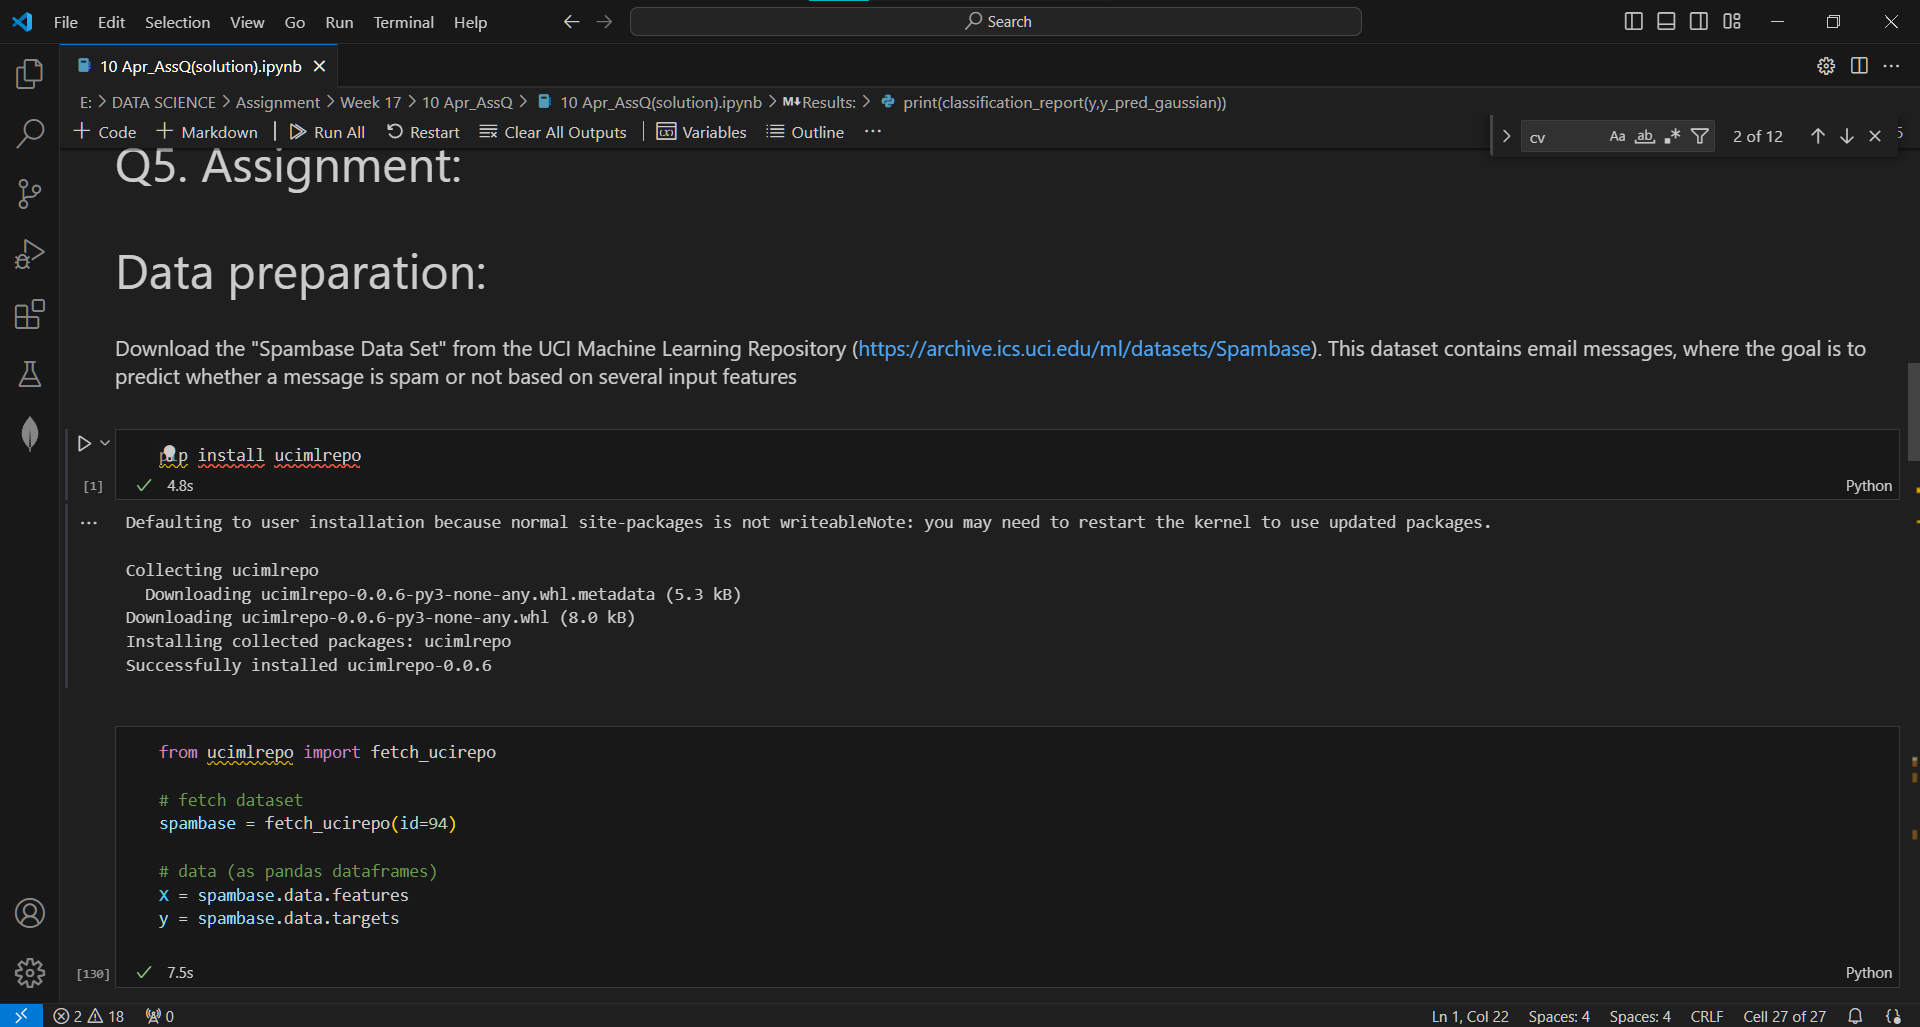 File Edit Selection View Go Run Terminal Help
Search
10 Apr_AssQ(solution).ipynb
E: > DATA SCIENCE > Assignment > Week 17 > 10 Apr_AssQ > 10 Apr_AssQ(solution).ipynb > M↓Results: > print(classification_report(y,y_pred_gaussian))
+ Code + Markdown | Run All Restart Clear All Outputs | Variables Outline ...
cv Aa ab .* 2 of 12
5
Q5. Assignment:
Data preparation:
Download the "Spambase Data Set" from the UCI Machine Learning Repository (https://archive.ics.uci.edu/ml/datasets/Spambase). This dataset contains email messages, where the goal is to
predict whether a message is spam or not based on several input features
pip install ucimlrepo
[1] 4.8s Python
Defaulting to user installation because normal site-packages is not writeableNote: you may need to restart the kernel to use updated packages.
Collecting ucimlrepo
Downloading ucimlrepo-0.0.6-py3-none-any.whl.metadata (5.3 kB)
Downloading ucimlrepo-0.0.6-py3-none-any.whl (8.0 kB)
Installing collected packages: ucimlrepo
Successfully installed ucimlrepo-0.0.6
from ucimlrepo import fetch_ucirepo
# fetch dataset
spambase = fetch_ucirepo(id=94)
# data (as pandas dataframes)
X = spambase.data.features
y = spambase.data.targets
[130] 7.5s Python
2 18 0 Ln 1, Col 22 Spaces: 4 Spaces: 4 CRLF Cell 27 of 27